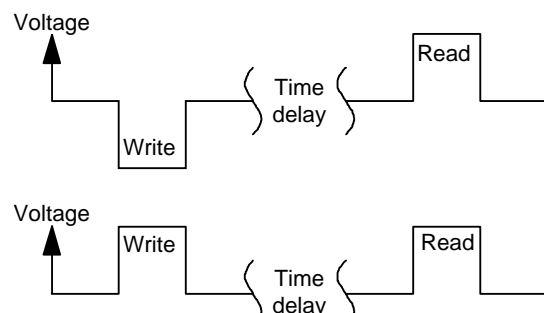 Voltage
Read
Time
delay
Write
Voltage
Write
Read
Time
delay